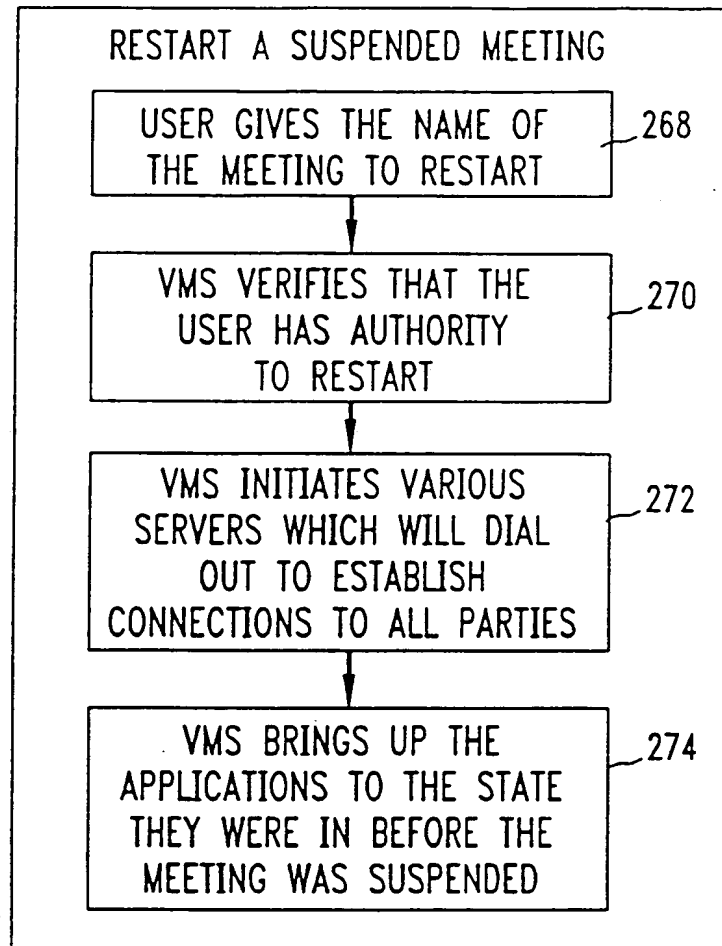 RESTART A SUSPENDED MEETING
USER GIVES THE NAME OF
THE MEETING TO RESTART
268
VMS VERIFIES THAT THE
USER HAS AUTHORITY
TO RESTART
270
VMS INITIATES VARIOUS
SERVERS WHICH WILL DIAL
OUT TO ESTABLISH
CONNECTIONS TO ALL PARTIES
272
VMS BRINGS UP THE
APPLICATIONS TO THE STATE
THEY WERE IN BEFORE THE
MEETING WAS SUSPENDED
274